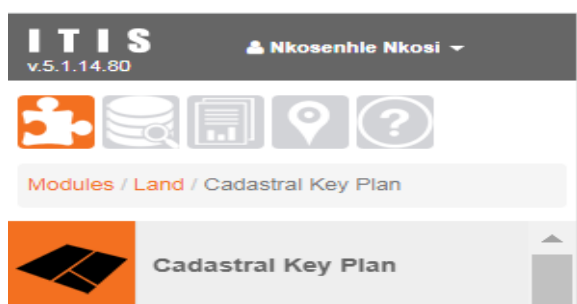 ITIS
Nkosenhle Nkosi
v.5.1.14.80
?
Modules / Land / Cadastral Key Plan
Cadastral Key Plan